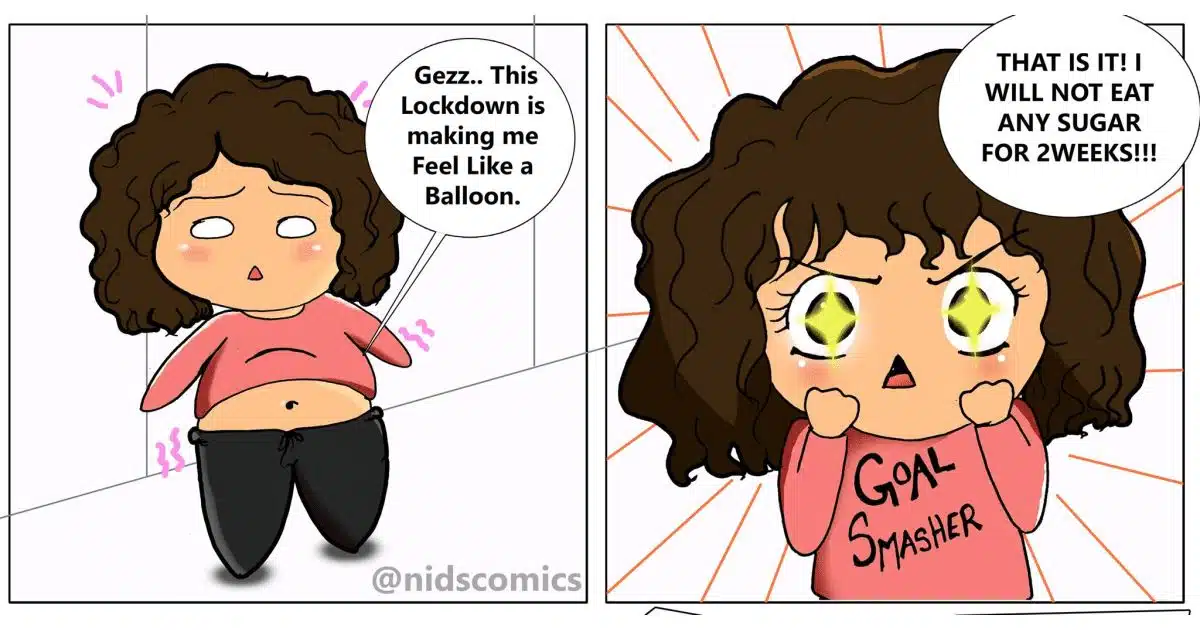 Gezz.. This
Lockdown is
making me
Feel Like a
Balloon.
@nidscomics
THAT IS IT! I
WILL NOT EAT
ANY SUGAR
FOR 2WEEKS!!!
GOAL
SMASHER